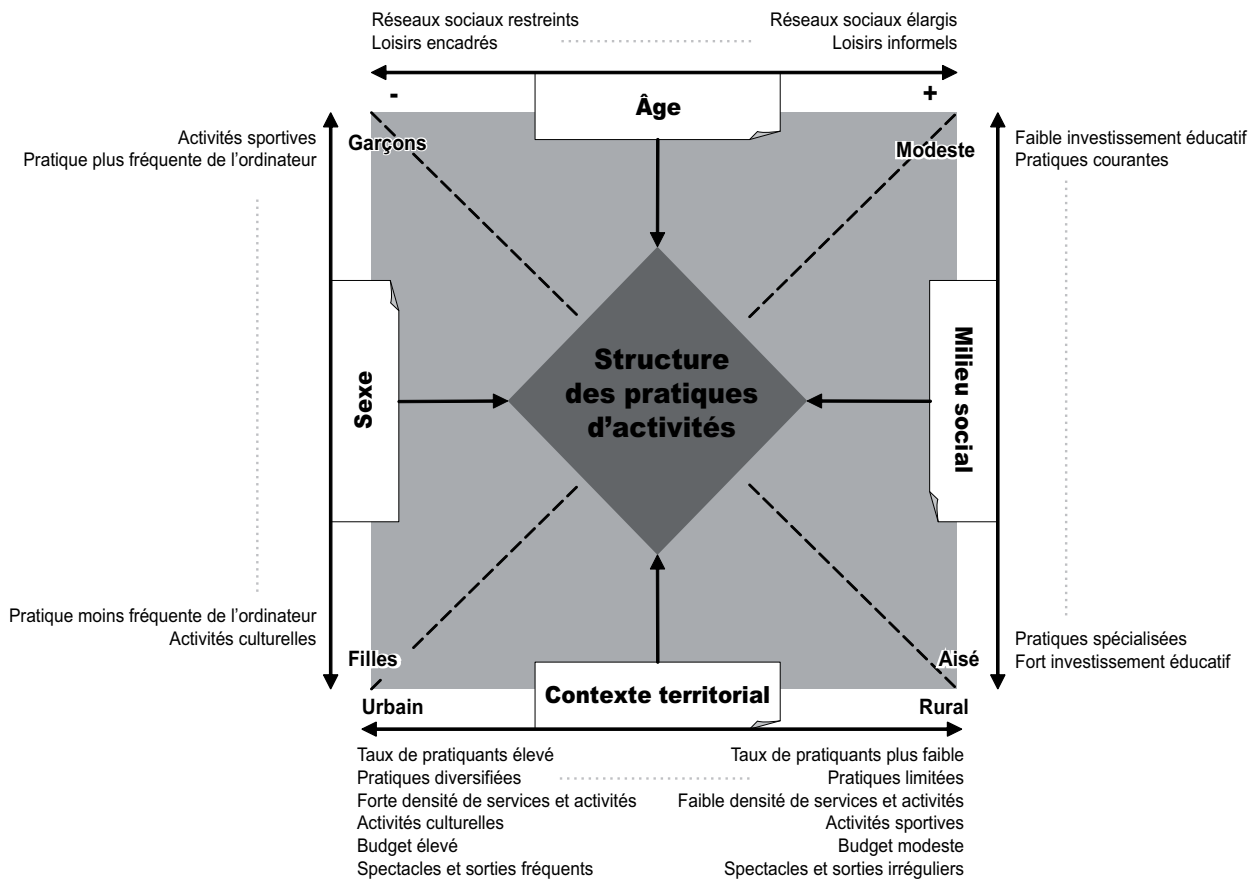 Réseaux sociaux restreints
Loisirs encadrés
Réseaux sociaux élargis
Loisirs informels
-
Âge
+
Activités sportives
Pratique plus fréquente de l’ordinateur
Garçons
Modeste
Faible investissement éducatif
Pratiques courantes
Sexe
Structure
des pratiques
d’activités
Milieu social
Pratique moins fréquente de l’ordinateur
Activités culturelles
Filles
Aisé
Pratiques spécialisées
Fort investissement éducatif
Urbain
Contexte territorial
Rural
Taux de pratiquants élevé
Pratiques diversifiées
Forte densité de services et activités
Activités culturelles
Budget élevé
Spectacles et sorties fréquents
Taux de pratiquants plus faible
Pratiques limitées
Faible densité de services et activités
Activités sportives
Budget modeste
Spectacles et sorties irréguliers